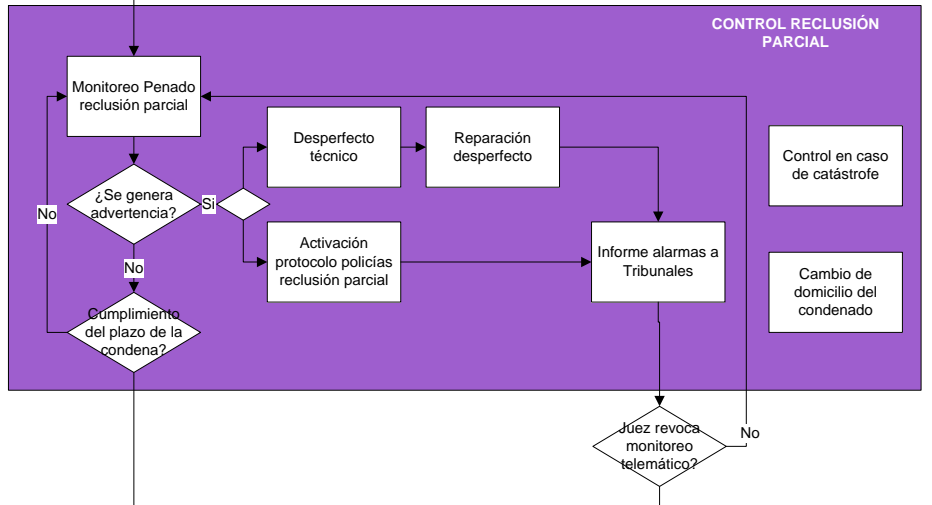 CONTROL RECLUSIÓN
PARCIAL
Monitoreo Penado
reclusión parcial
Desperfecto
técnico
Reparación
desperfecto
Control en caso
de catástrofe
¿Se genera
advertencia?
Si
No
No
Activación
protocolo policías
reclusión parcial
Informe alarmas a
Tribunales
Cambio de
domicilio del
condenado
Cumplimiento
del plazo de la
condena?
Juez revoca
monitoreo
telemático?
No